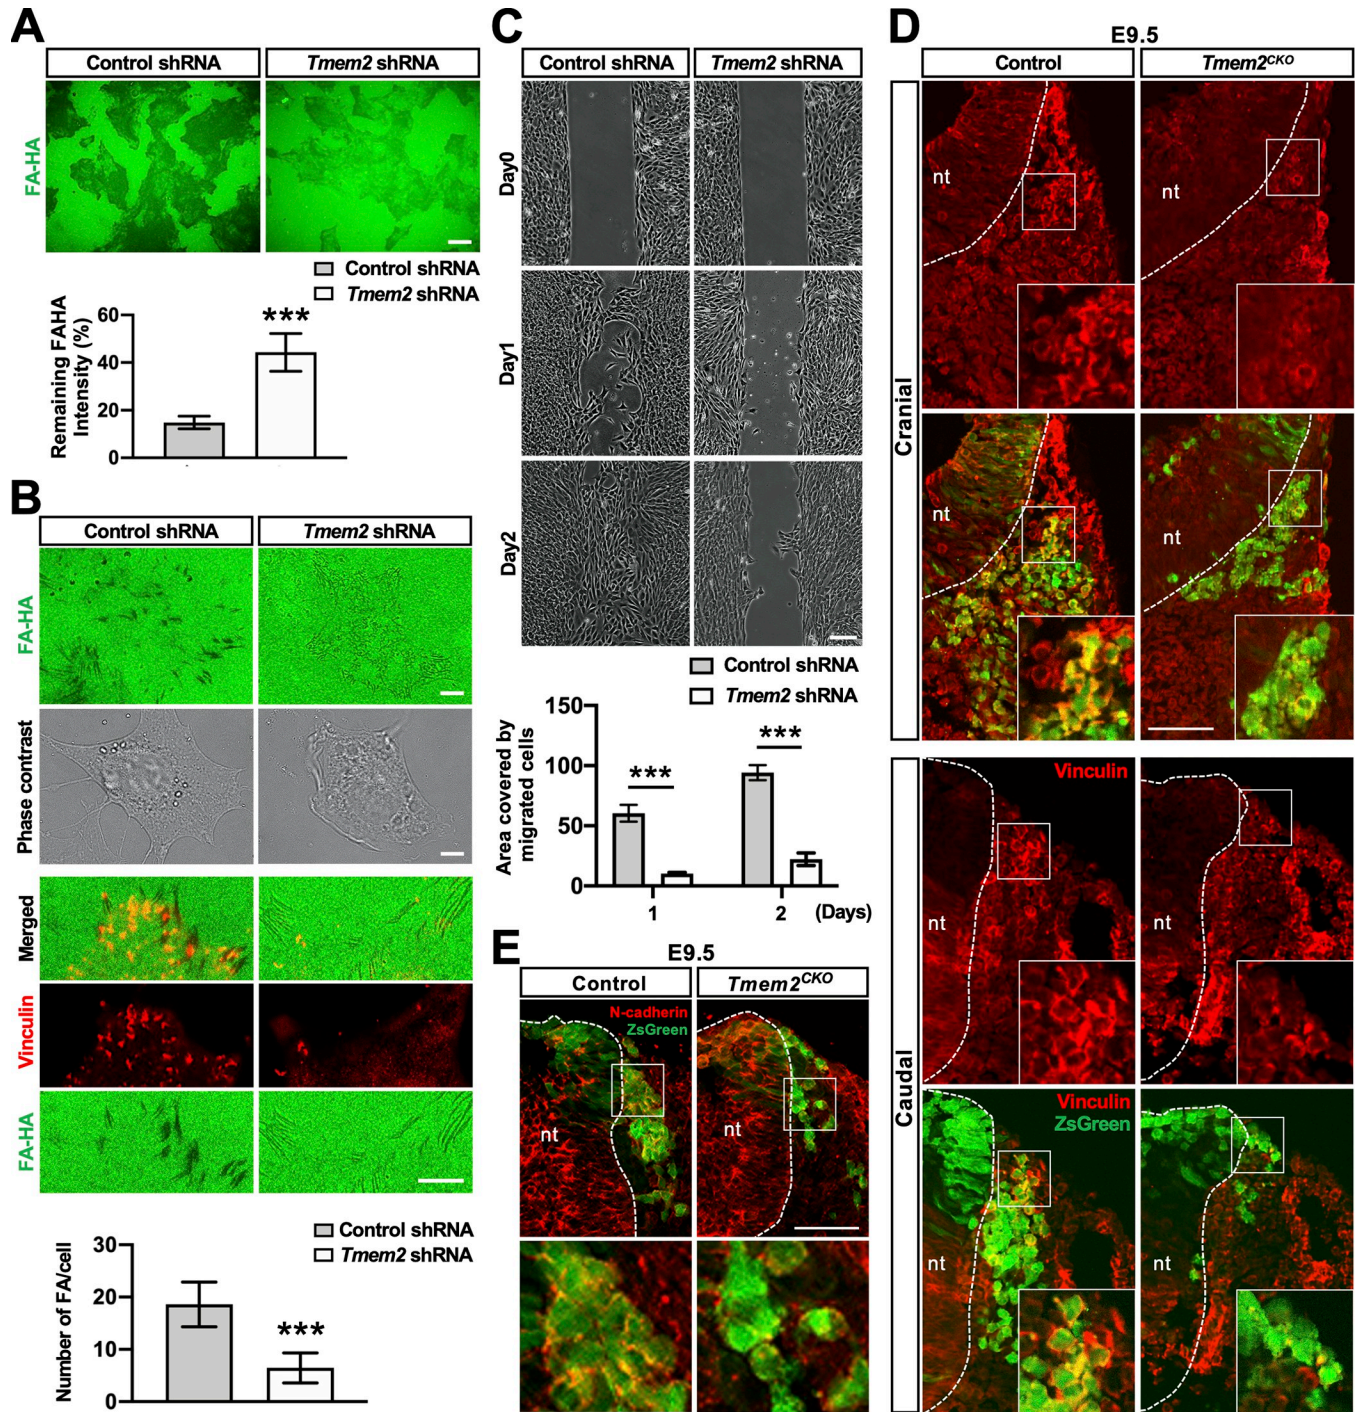 A
Control shRNA
Tmem2 shRNA
FA-HA
Control shRNA
Tmem2 shRNA
Remaining FAHA
Intensity (%)
60
40
20
0
***
B
Control shRNA
Tmem2 shRNA
FA-HA
Phase contrast
Merged
Vinculin
FA-HA
Control shRNA
Tmem2 shRNA
Number of FA/cell
30
20
10
0
***
C
Control shRNA
Tmem2 shRNA
Day0
Day1
Day2
Control shRNA
Tmem2 shRNA
Area covered by
migrated cells
150
100
50
0
***
***
1
2
(Days)
D
E9.5
Control
Tmem2CKO
Cranial
nt
nt
nt
nt
Caudal
Vinculin
nt
nt
Vinculin
ZsGreen
nt
nt
E
E9.5
Control
Tmem2CKO
N-cadherin
ZsGreen
nt
nt